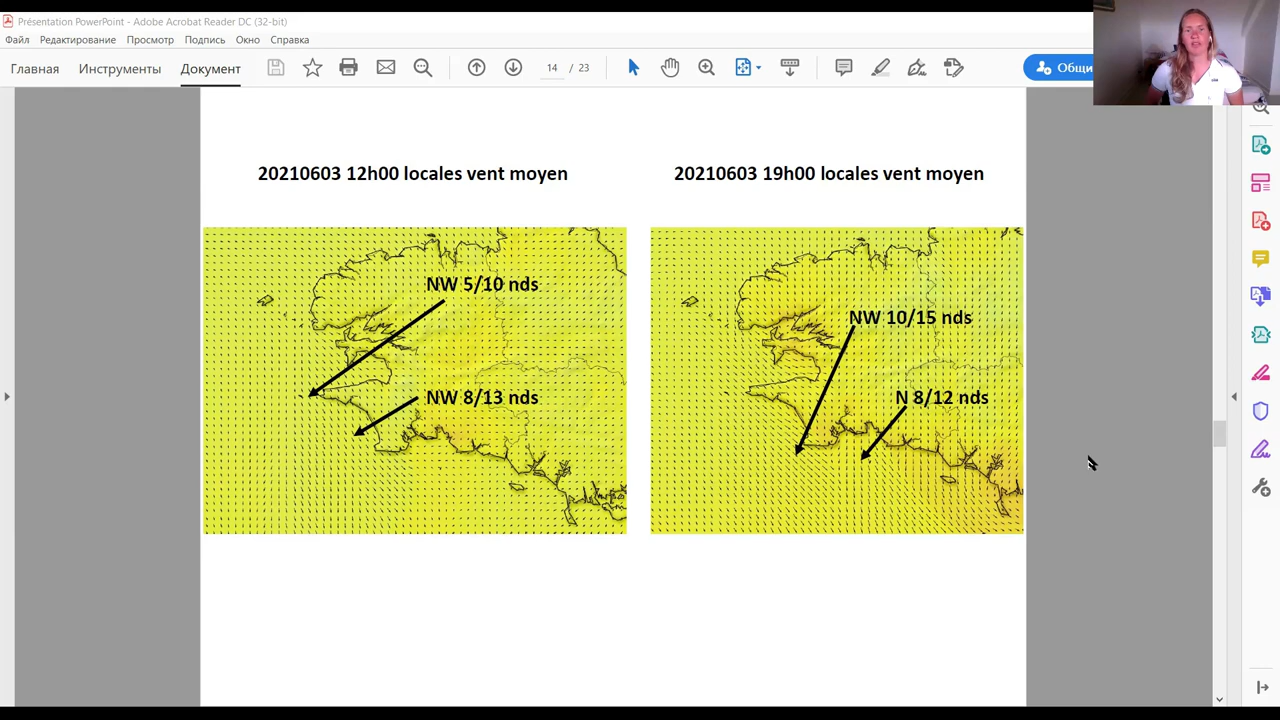 Présentation PowerPoint - Adobe Acrobat Reader DC (32-bit)
Файл Редактирование Просмотр Подпись Окно Справка
Главная Инструменты Документ 14 / 23 Общи
20210603 12h00 locales vent moyen
20210603 19h00 locales vent moyen
NW 5/10 nds
NW 8/13 nds
NW 10/15 nds
N 8/12 nds